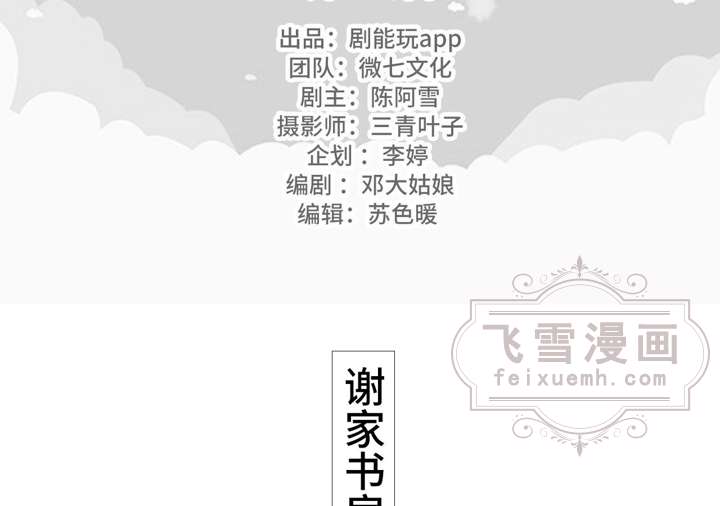 出品：剧能玩app
团队：微七文化
剧主：陈阿雪
摄影师：三青叶子
企划：李婷
编剧：邓大姑娘
编辑：苏色暖
飞雪漫画
feixuemh.com
谢家书